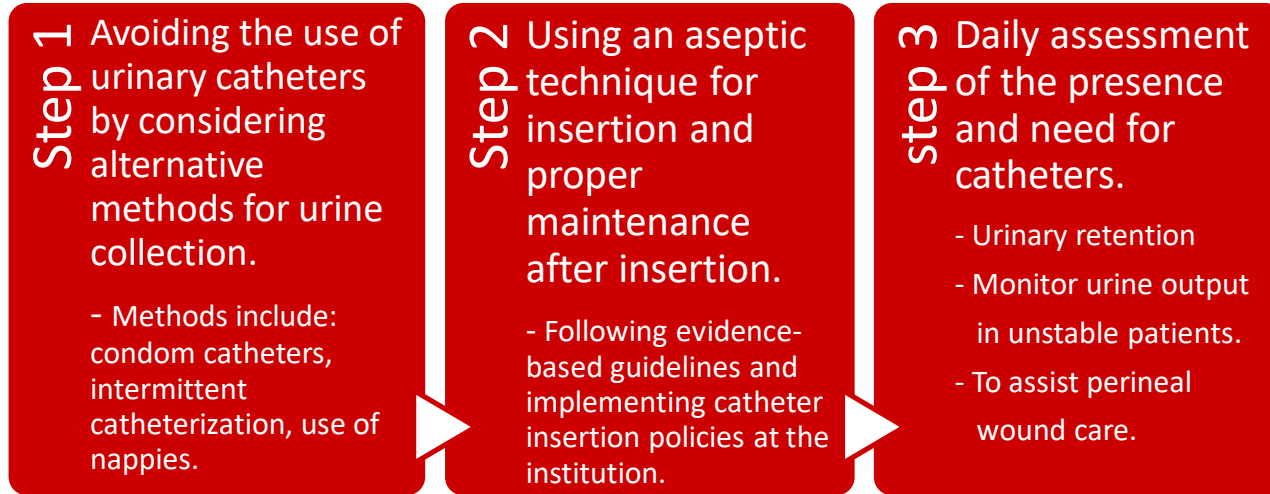 Step 1
Avoiding the use of
urinary catheters
by considering
alternative
methods for urine
collection.
- Methods include:
condom catheters,
intermittent
catheterization, use of
nappies.
Step 2
Using an aseptic
technique for
insertion and
proper
maintenance
after insertion.
- Following evidence-
based guidelines and
implementing catheter
insertion policies at the
institution.
step 3
Daily assessment
of the presence
and need for
catheters.
- Urinary retention
- Monitor urine output
in unstable patients.
- To assist perineal
wound care.